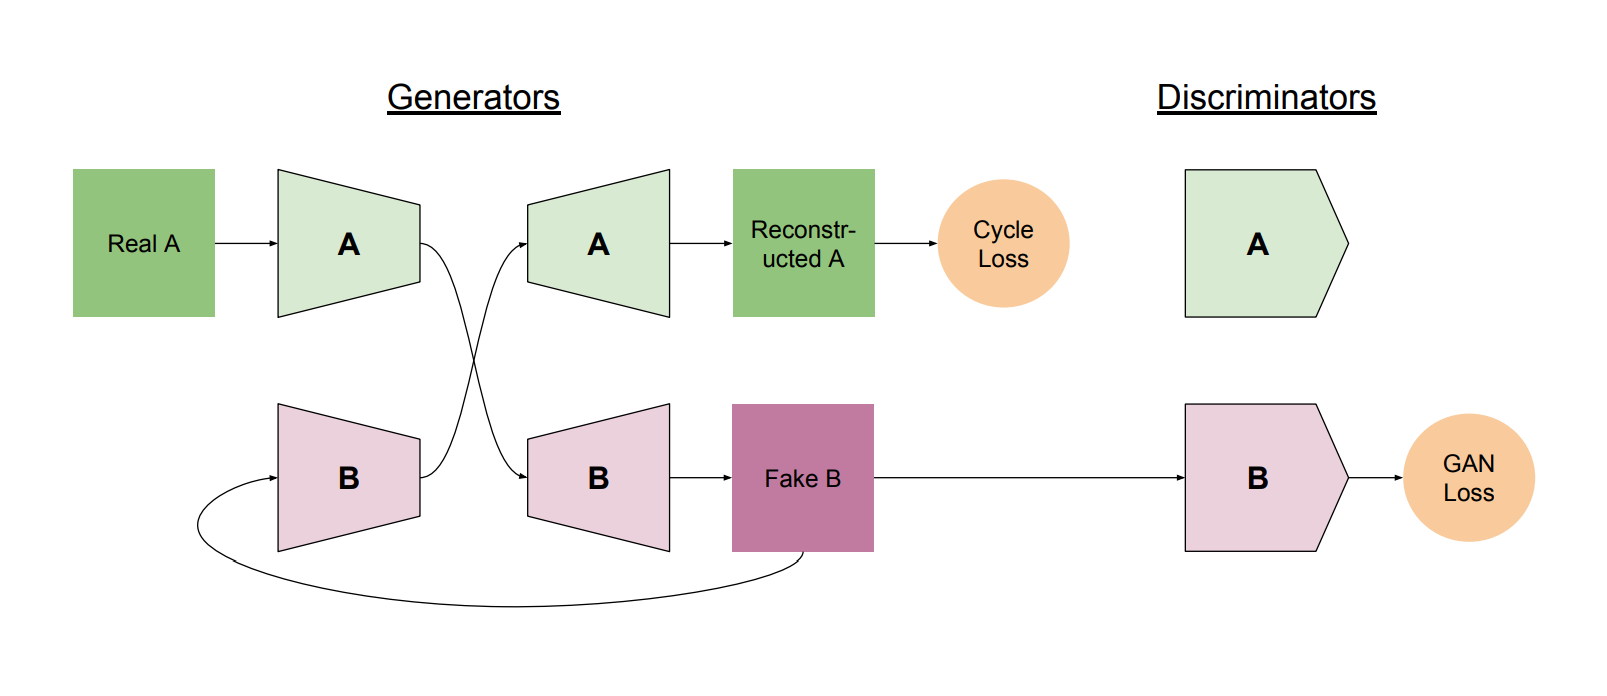 Generators
Discriminators
Real A
A
A
Reconstr-
ucted A
Cycle
Loss
A
B
B
Fake B
B
GAN
Loss